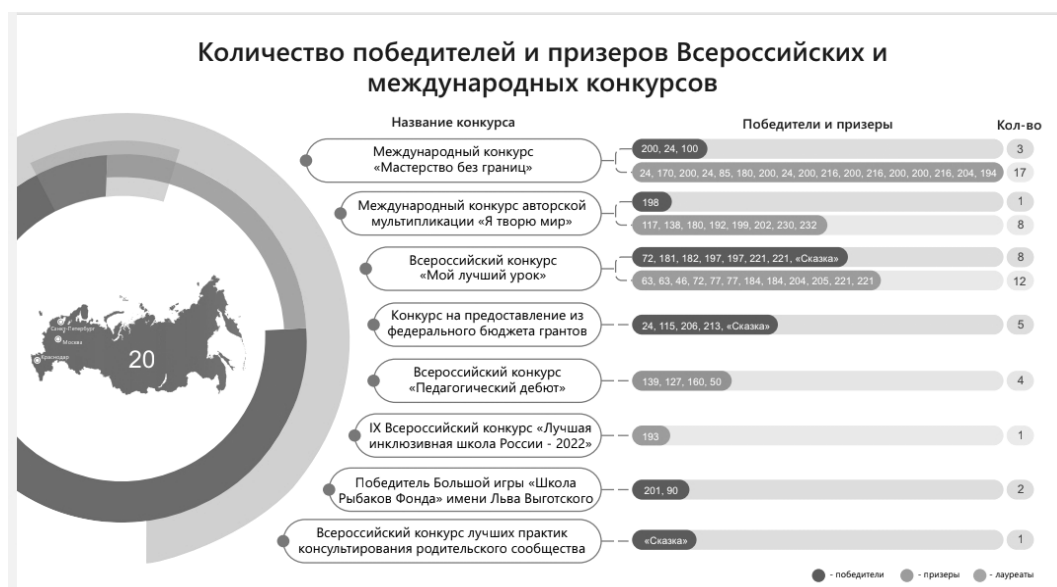 Количество победителей и призеров Всероссийских и
международных конкурсов
Название конкурса
Победители и призеры
Кол-во
Международный конкурс
«Мастерство без границ»
200, 24, 100
3
24, 170, 200, 24, 85, 180, 200, 24, 200, 216, 200, 216, 200, 200, 216, 204, 194
17
Международный конкурс авторской
мультипликации «Я творю мир»
198
1
117, 138, 180, 192, 199, 202, 230, 232
8
Всероссийский конкурс
«Мой лучший урок»
72, 181, 182, 197, 197, 221, 221, «Сказка»
8
63, 63, 46, 72, 77, 77, 184, 184, 204, 205, 221, 221
12
Конкурс на предоставление из
федерального бюджета грантов
24, 115, 206, 213, «Сказка»
5
Всероссийский конкурс
«Педагогический дебют»
139, 127, 160, 50
4
IX Всероссийский конкурс «Лучшая
инклюзивная школа России - 2022»
193
1
Победитель Большой игры «Школа
Рыбаков Фонда» имени Льва Выготского
201, 90
2
Всероссийский конкурс лучших практик
консультирования родительского сообщества
«Сказка»
1
Санкт-Петербург
Москва
Краснодар
20
- победители
- призеры
- лауреаты